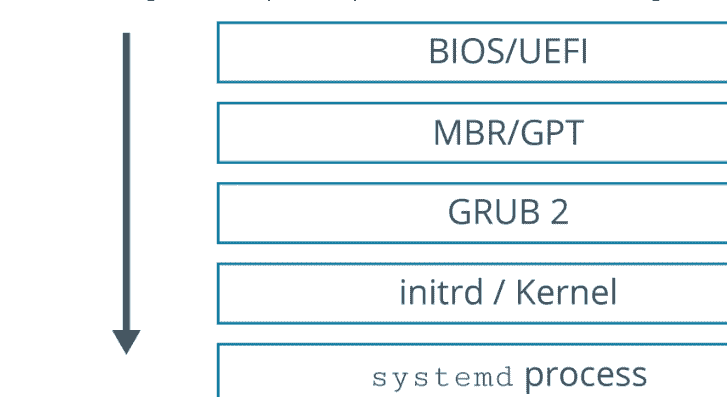 BIOS/UEFI
MBR/GPT
GRUB 2
initrd / Kernel
systemd process